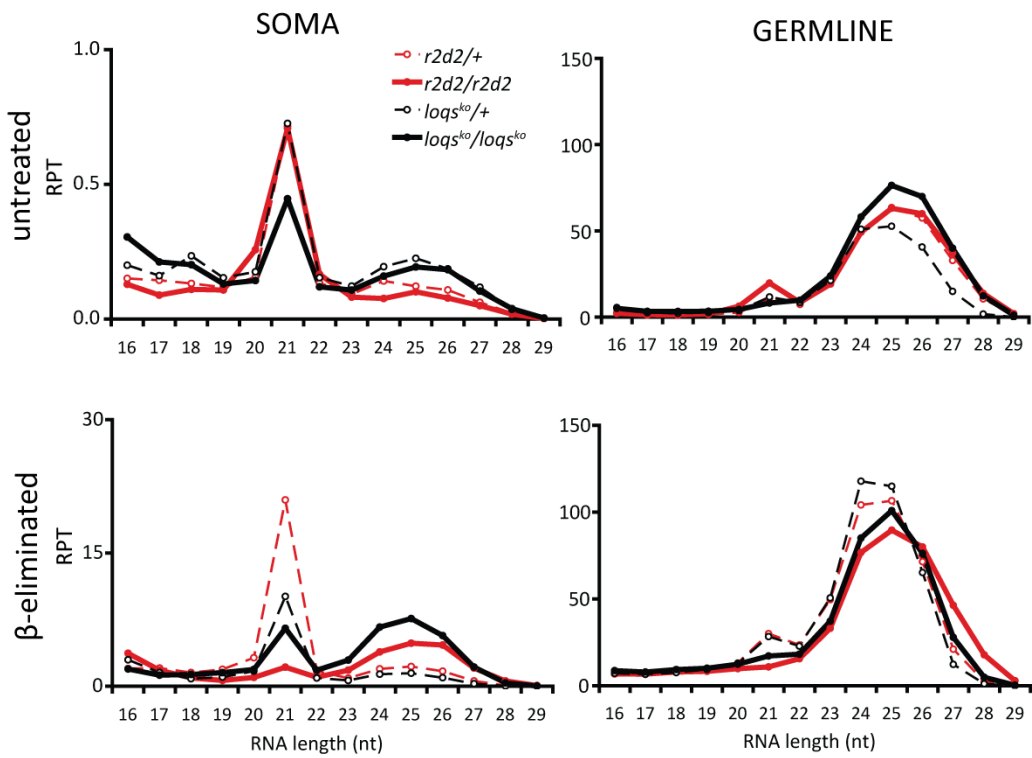 SOMA
GERMLINE
untreated
RPT
1.0
0.5
0.0
r2d2/+
r2d2/r2d2
loqsᵏᵒ/+
loqsᵏᵒ/loqsᵏᵒ
16 17 18 19 20 21 22 23 24 25 26 27 28 29
150
100
50
0
16 17 18 19 20 21 22 23 24 25 26 27 28 29
β-eliminated
RPT
30
15
0
16 17 18 19 20 21 22 23 24 25 26 27 28 29
RNA length (nt)
150
100
50
0
16 17 18 19 20 21 22 23 24 25 26 27 28 29
RNA length (nt)